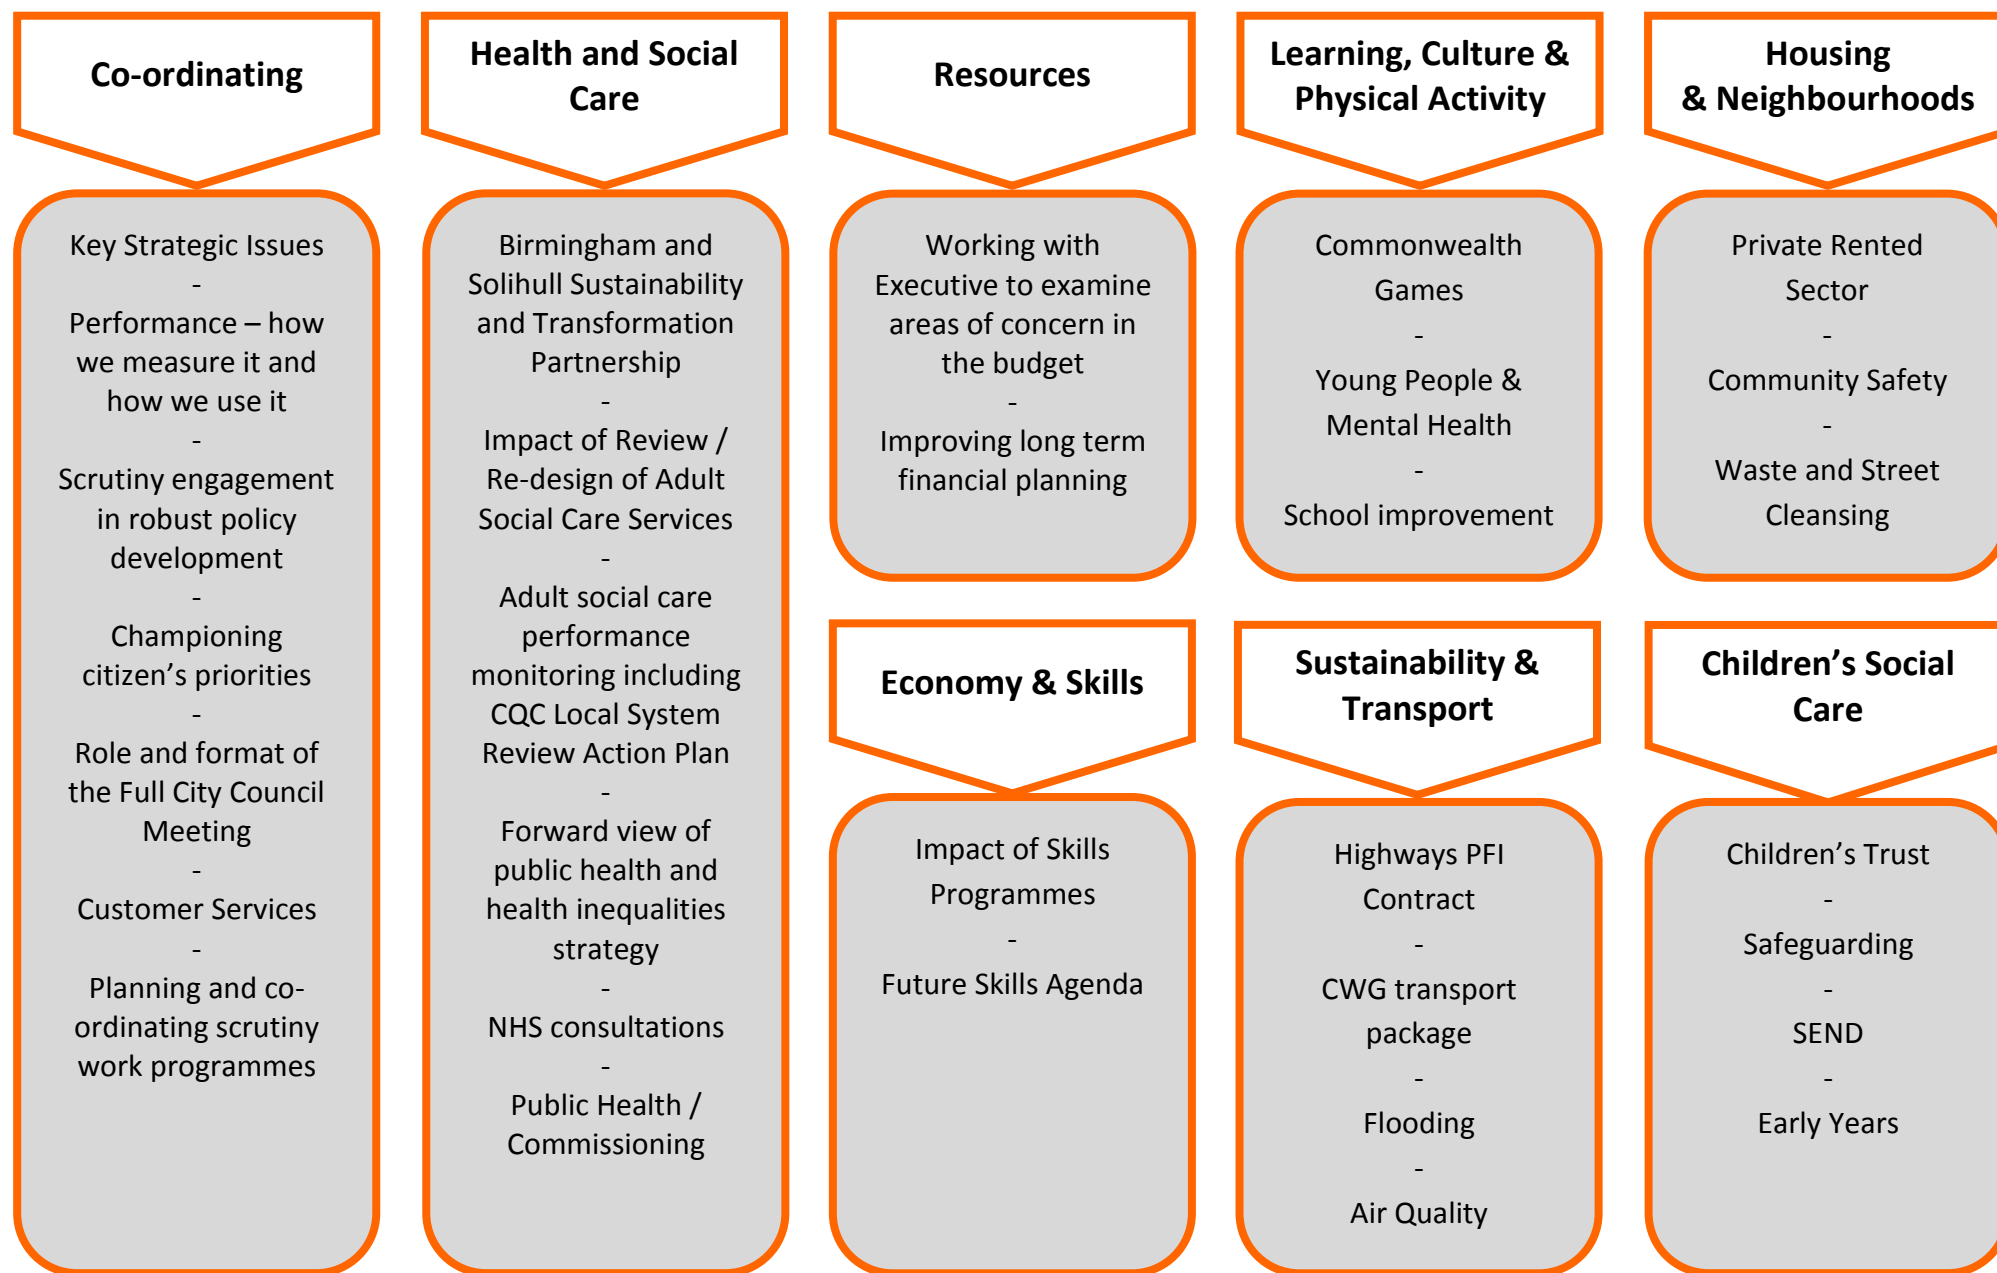 Co-ordinating
Key Strategic Issues
-
Performance – how
we measure it and
how we use it
-
Scrutiny engagement
in robust policy
development
-
Championing
citizen’s priorities
-
Role and format of
the Full City Council
Meeting
-
Customer Services
-
Planning and co-
ordinating scrutiny
work programmes
Health and Social
Care
Birmingham and
Solihull Sustainability
and Transformation
Partnership
-
Impact of Review /
Re-design of Adult
Social Care Services
-
Adult social care
performance
monitoring including
CQC Local System
Review Action Plan
-
Forward view of
public health and
health inequalities
strategy
-
NHS consultations
-
Public Health /
Commissioning
Resources
Working with
Executive to examine
areas of concern in
the budget
-
Improving long term
financial planning
Learning, Culture &
Physical Activity
Commonwealth
Games
-
Young People &
Mental Health
-
School improvement
Housing
& Neighbourhoods
Private Rented
Sector
-
Community Safety
-
Waste and Street
Cleansing
Economy & Skills
Impact of Skills
Programmes
-
Future Skills Agenda
Sustainability &
Transport
Highways PFI
Contract
-
CWG transport
package
-
Flooding
-
Air Quality
Children’s Social
Care
Children’s Trust
-
Safeguarding
-
SEND
-
Early Years